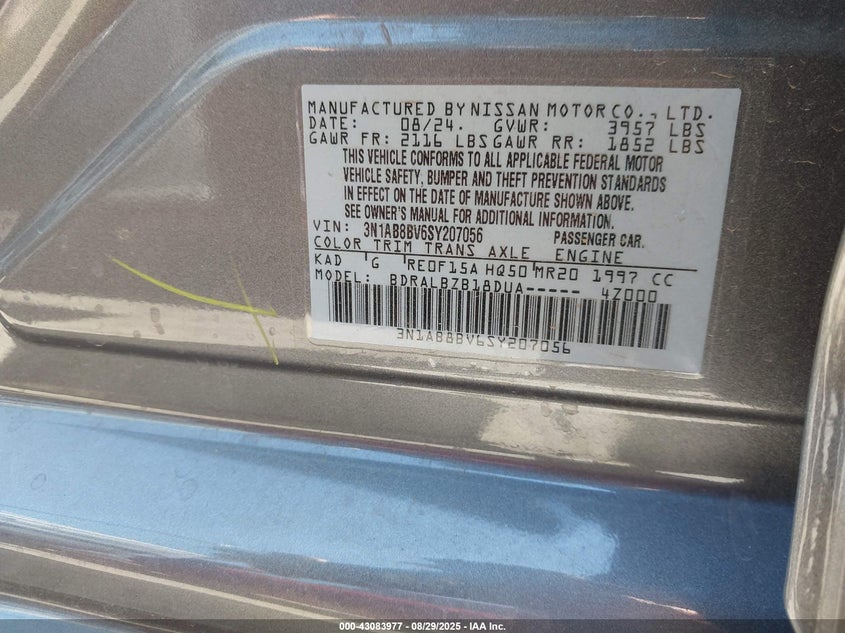 MANUFACTURED BY NISSAN MOTOR CO., LTD.
DATE: 08/24. GVWR: 3957 LBS
GAWR FR: 2116 LBS GAWR RR: 1852 LBS
THIS VEHICLE CONFORMS TO ALL APPLICABLE FEDERAL MOTOR
VEHICLE SAFETY, BUMPER AND THEFT PREVENTION STANDARDS
IN EFFECT ON THE DATE OF MANUFACTURE SHOWN ABOVE.
SEE OWNER'S MANUAL FOR ADDITIONAL INFORMATION.
VIN: 3N1AB8BV6SY207056 PASSENGER CAR.
COLOR TRIM TRANS AXLE ENGINE
KAD G RE0F15A HQ50 MR20 1997 CC
MODEL: BDRALBZB18DUA----- 4Z000
3N1AB8BV6SY207056
000-43083977 - 08/29/2025 - IAA Inc.